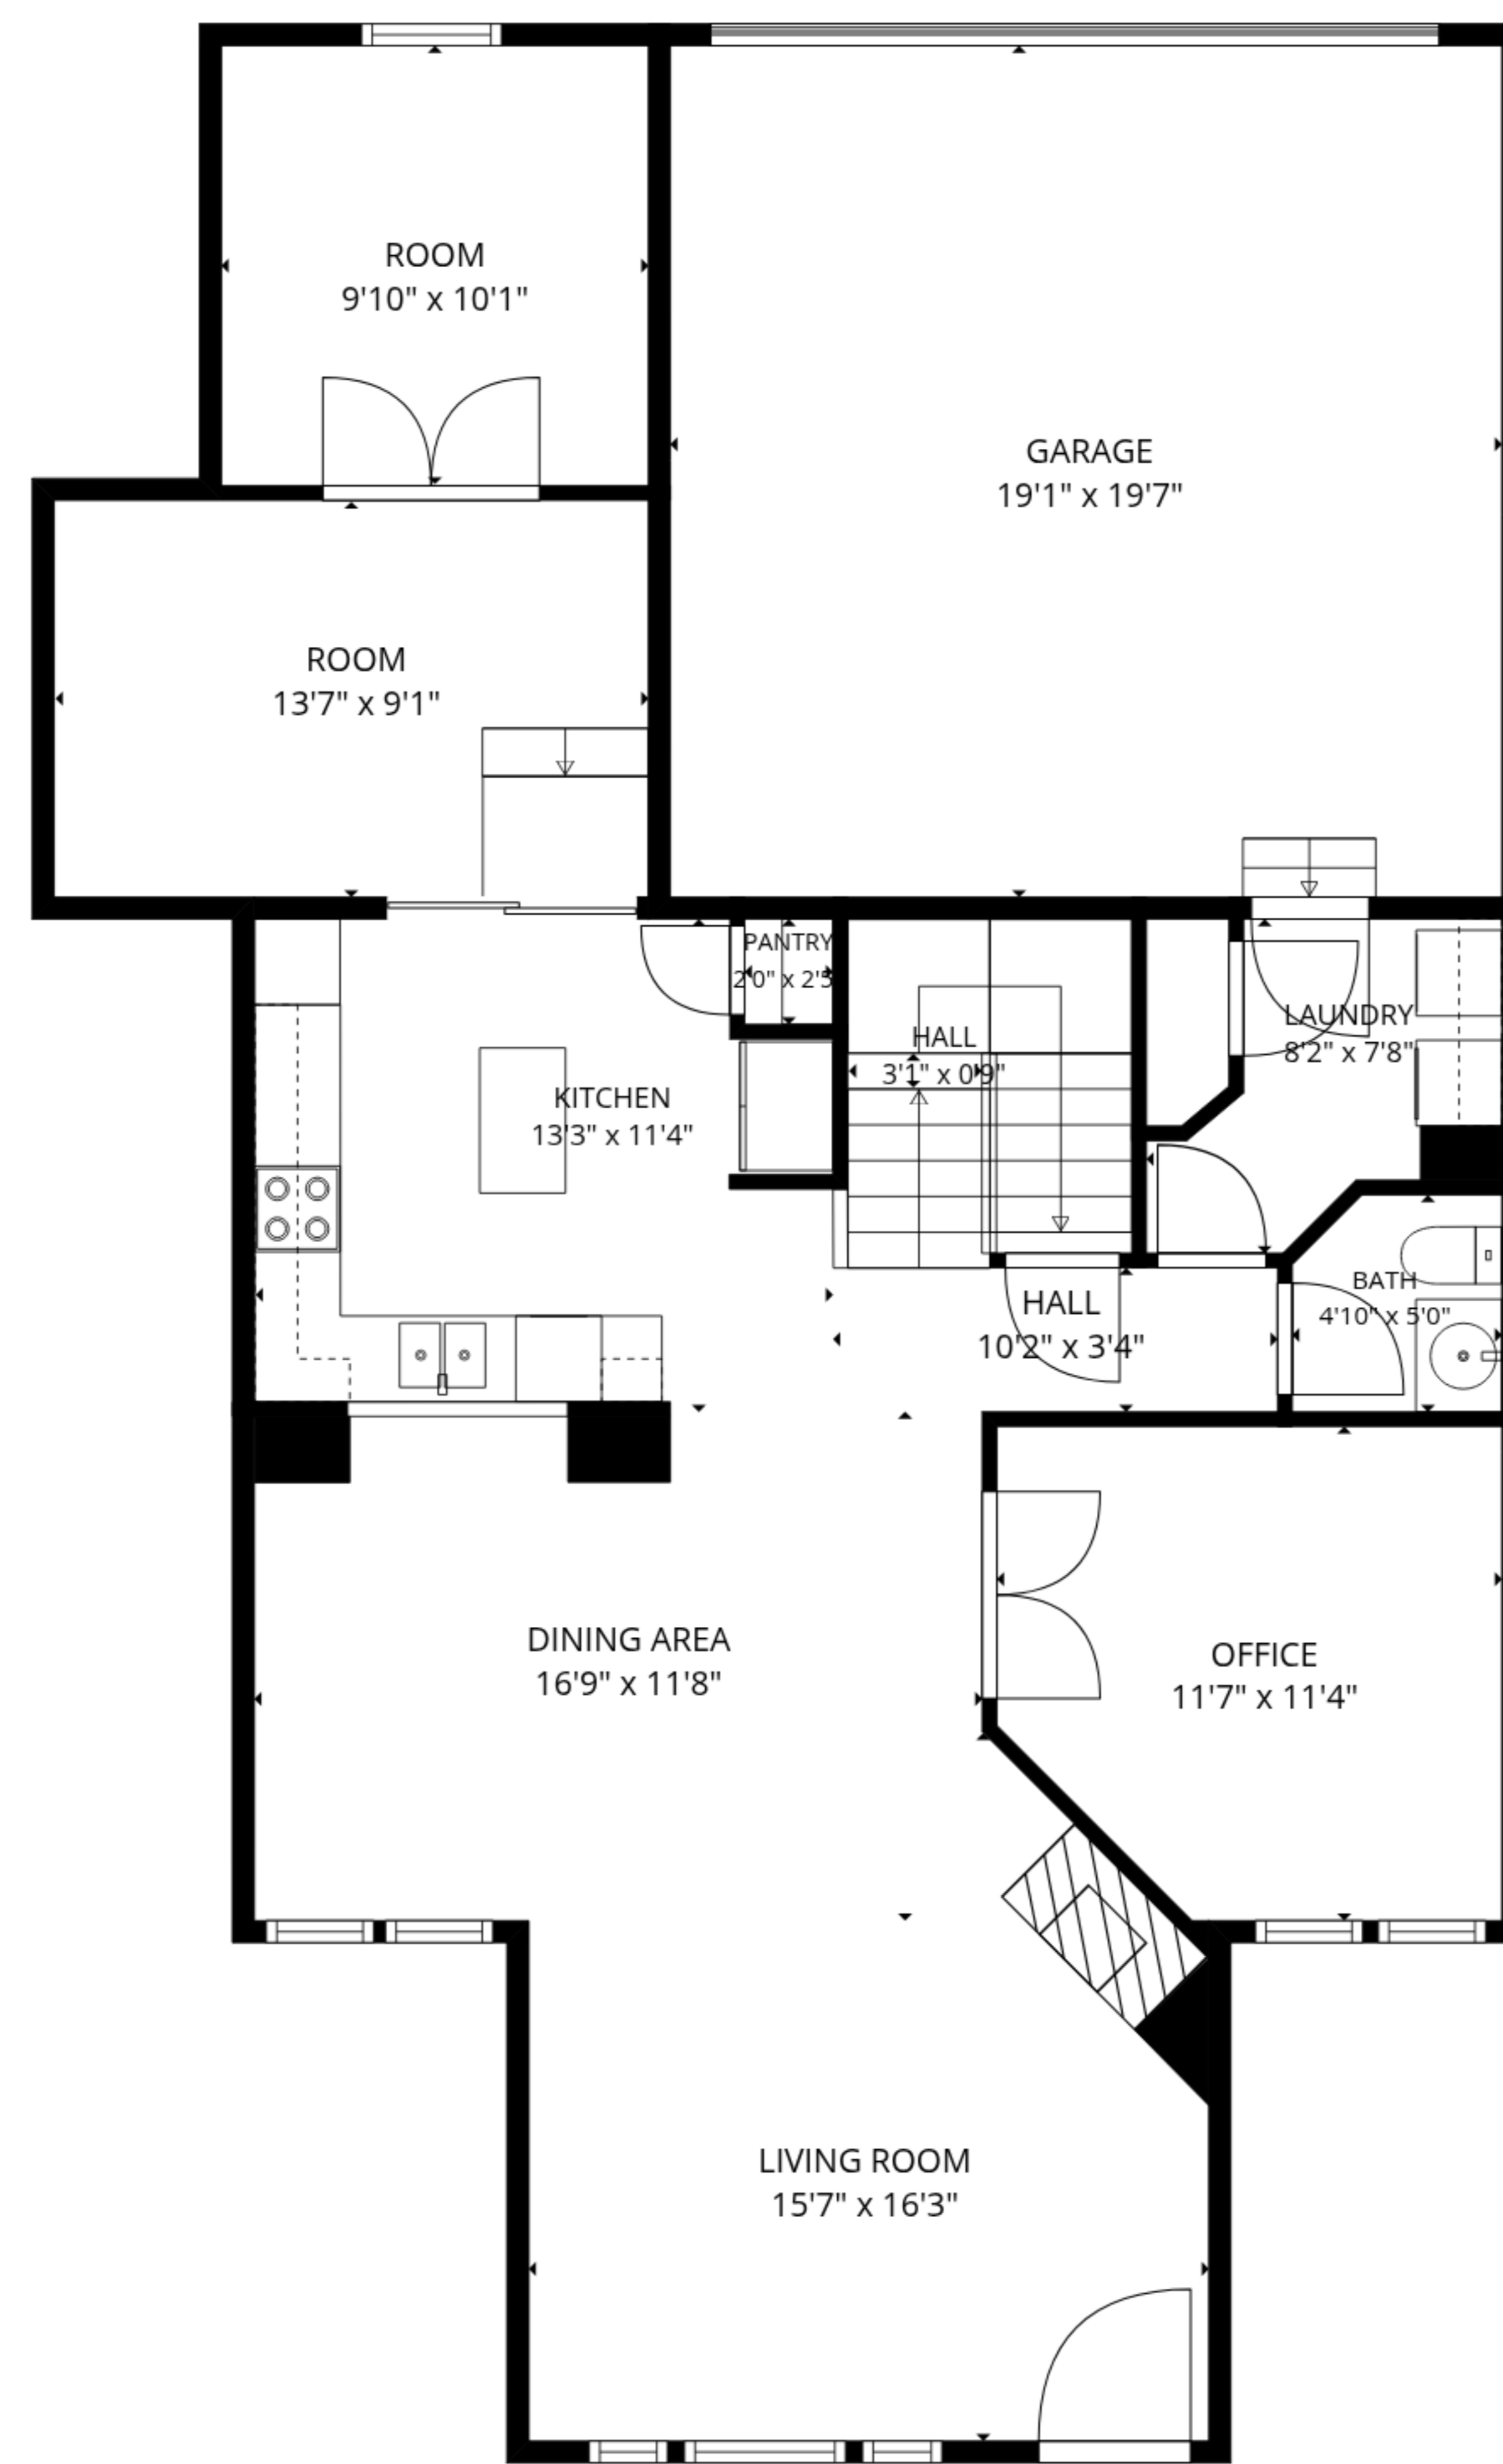 ROOM
9'10" x 10'1"
GARAGE
19'1" x 19'7"
ROOM
13'7" x 9'1"
PANTRY
2'0" x 2'5
HALL
3'1" x 0'9"
LAUNDRY
8'2" x 7'8"
KITCHEN
13'3" x 11'4"
HALL
10'2" x 3'4"
BATH
4'10" x 5'0"
DINING AREA
16'9" x 11'8"
OFFICE
11'7" x 11'4"
LIVING ROOM
15'7" x 16'3"